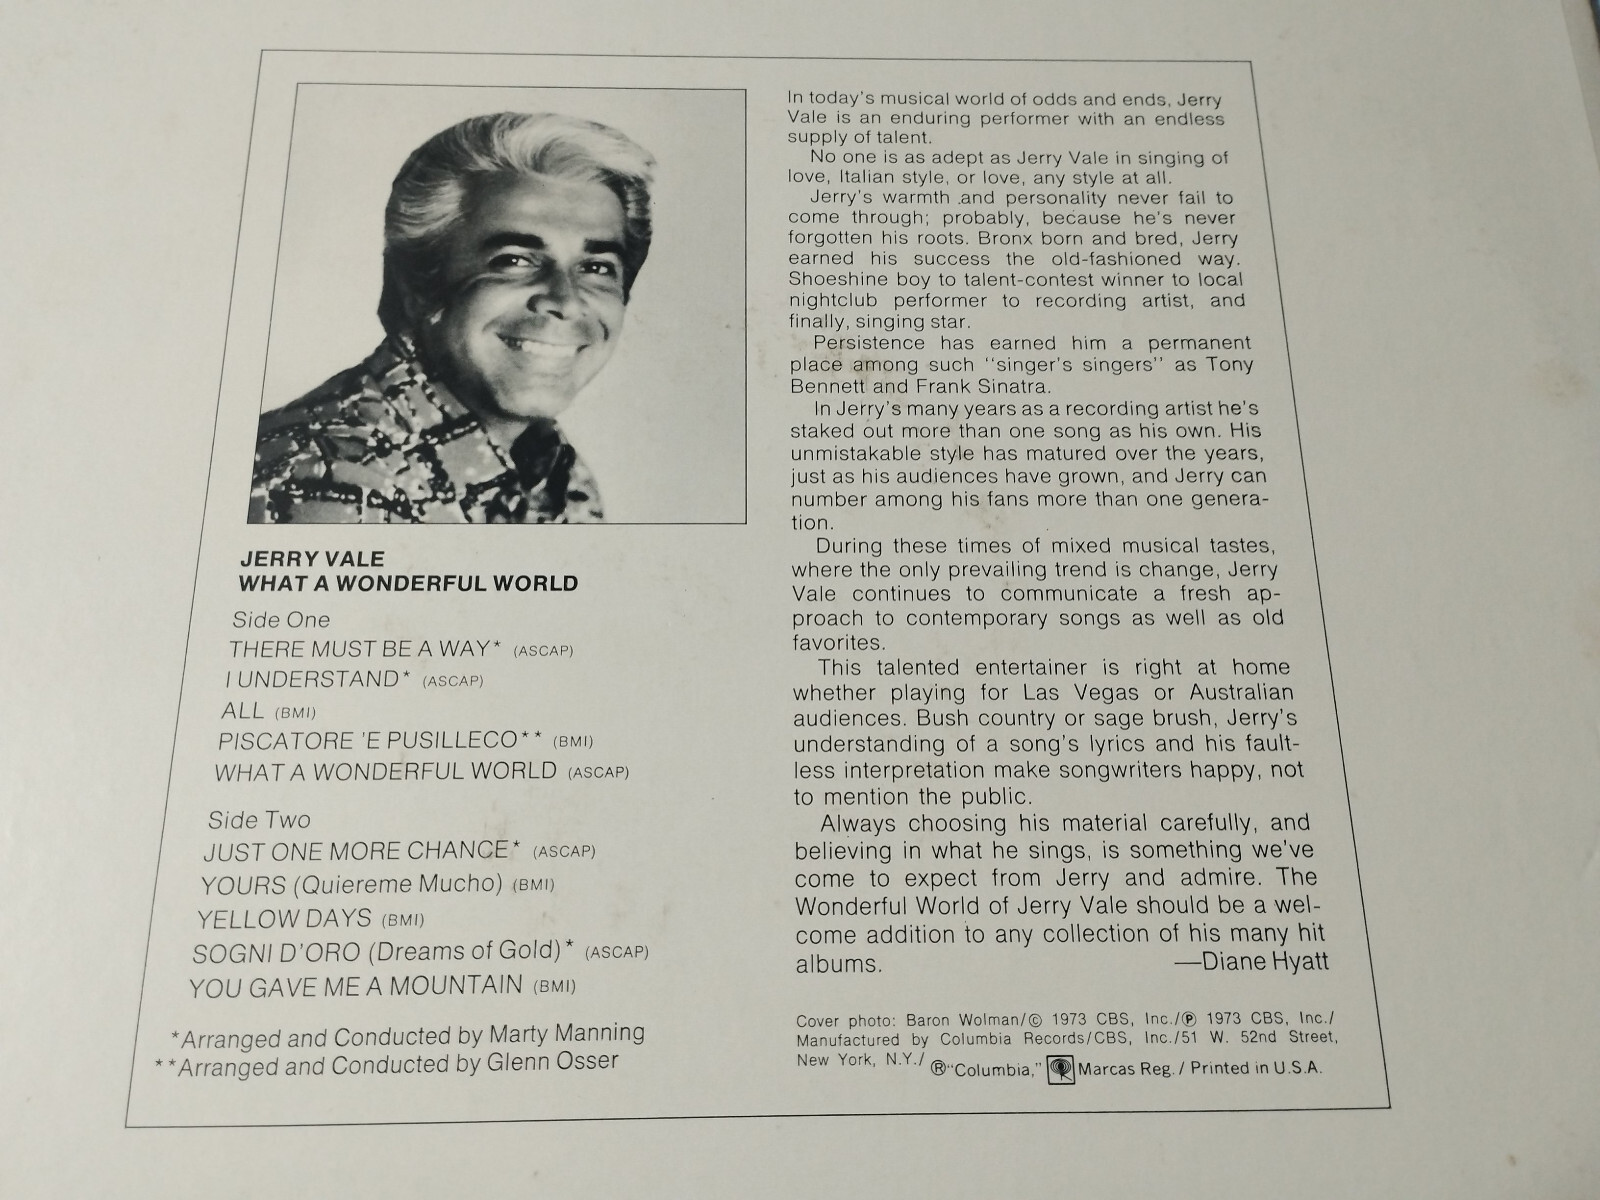 JERRY VALE
WHAT A WONDERFUL WORLD
Side One
THERE MUST BE A WAY* (ASCAP)
I UNDERSTAND* (ASCAP)
ALL (BMI)
PISCATORE 'E PUSILLECO** (BMI)
WHAT A WONDERFUL WORLD (ASCAP)
Side Two
JUST ONE MORE CHANCE* (ASCAP)
YOURS (Quiereme Mucho) (BMI)
YELLOW DAYS (BMI)
SOGNI D'ORO (Dreams of Gold)* (ASCAP)
YOU GAVE ME A MOUNTAIN (BMI)
*Arranged and Conducted by Marty Manning
**Arranged and Conducted by Glenn Osser
In today's musical world of odds and ends, Jerry
Vale is an enduring performer with an endless
supply of talent.
No one is as adept as Jerry Vale in singing of
love, Italian style, or love, any style at all.
Jerry's warmth and personality never fail to
come through; probably, because he's never
forgotten his roots. Bronx born and bred, Jerry
earned his success the old-fashioned way.
Shoeshine boy to talent-contest winner to local
nightclub performer to recording artist, and
finally, singing star.
Persistence has earned him a permanent
place among such "singer's singers" as Tony
Bennett and Frank Sinatra.
In Jerry's many years as a recording artist he's
staked out more than one song as his own. His
unmistakable style has matured over the years,
just as his audiences have grown, and Jerry can
number among his fans more than one genera-
tion.
During these times of mixed musical tastes,
where the only prevailing trend is change, Jerry
Vale continues to communicate a fresh ap-
proach to contemporary songs as well as old
favorites.
This talented entertainer is right at home
whether playing for Las Vegas or Australian
audiences. Bush country or sage brush, Jerry's
understanding of a song's lyrics and his fault-
less interpretation make songwriters happy, not
to mention the public.
Always choosing his material carefully, and
believing in what he sings, is something we've
come to expect from Jerry and admire. The
Wonderful World of Jerry Vale should be a wel-
come addition to any collection of his many hit
albums. —Diane Hyatt
Cover photo: Baron Wolman/© 1973 CBS, Inc./℗ 1973 CBS, Inc./
Manufactured by Columbia Records/CBS, Inc./51 W. 52nd Street,
New York, N.Y./ ®"Columbia," Marcas Reg./ Printed in U.S.A.